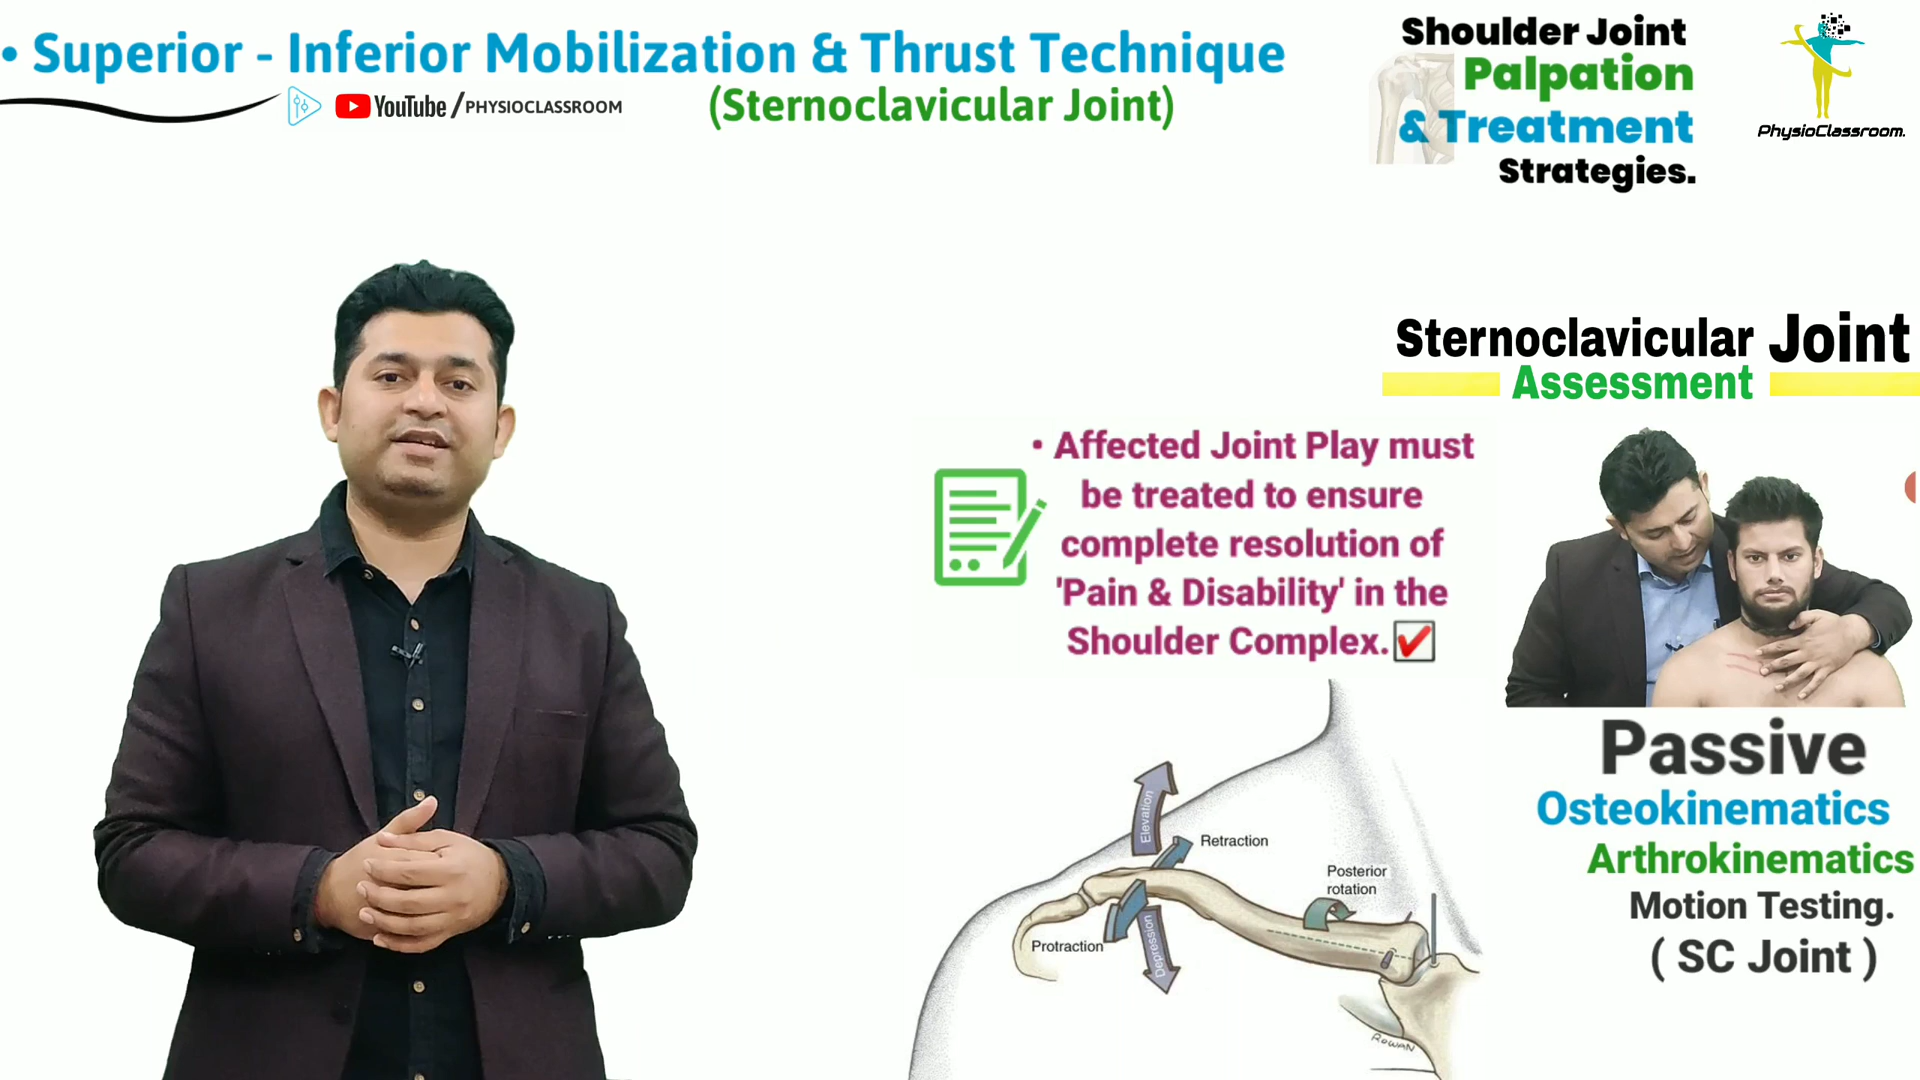 • Superior - Inferior Mobilization & Thrust Technique
(Sternoclavicular Joint)
YouTube /PHYSIOCLASSROOM
Shoulder Joint
Palpation
& Treatment
Strategies.
PhysioClassroom.
Sternoclavicular Joint
Assessment
• Affected Joint Play must
be treated to ensure
complete resolution of
'Pain & Disability' in the
Shoulder Complex.
Elevation
Retraction
Posterior
rotation
Protraction
Depression
ROWAN
Passive
Osteokinematics
Arthrokinematics
Motion Testing.
( SC Joint )